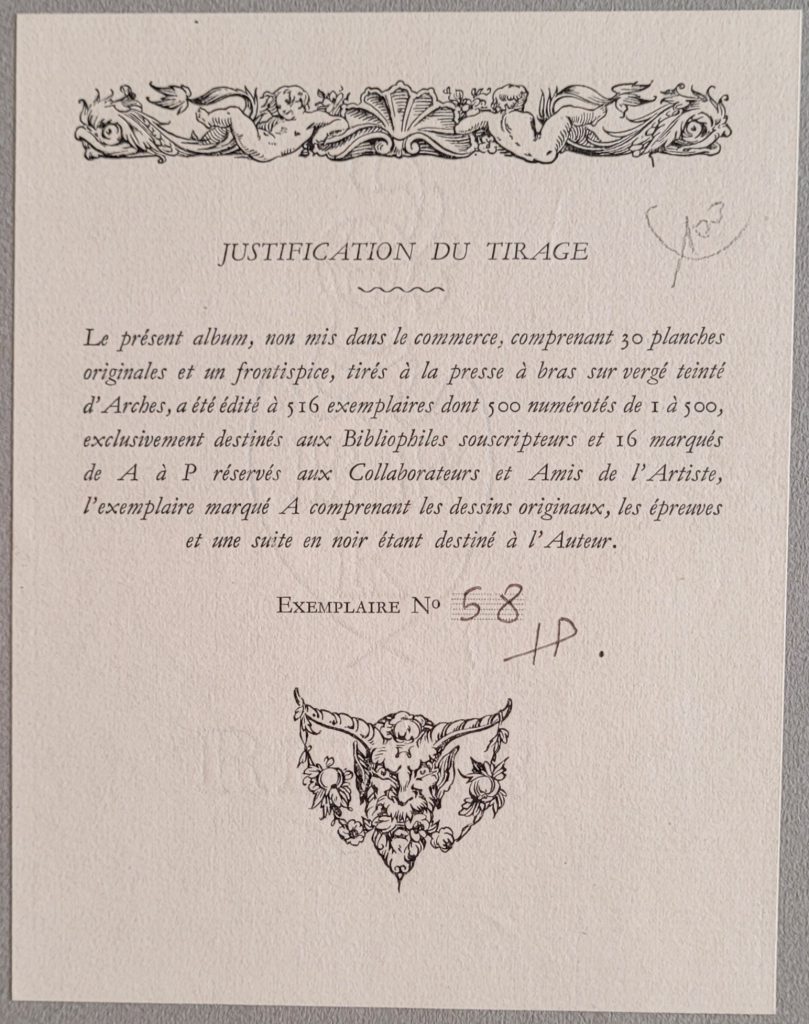 JUSTIFICATION DU TIRAGE
Le présent album, non mis dans le commerce, comprenant 30 planches
originales et un frontispice, tirés à la presse à bras sur vergé teinté
d'Arches, a été édité à 516 exemplaires dont 500 numérotés de 1 à 500,
exclusivement destinés aux Bibliophiles souscripteurs et 16 marqués
de A à P réservés aux Collaborateurs et Amis de l'Artiste,
l'exemplaire marqué A comprenant les dessins originaux, les épreuves
et une suite en noir étant destiné à l'Auteur.
EXEMPLAIRE Nº 58